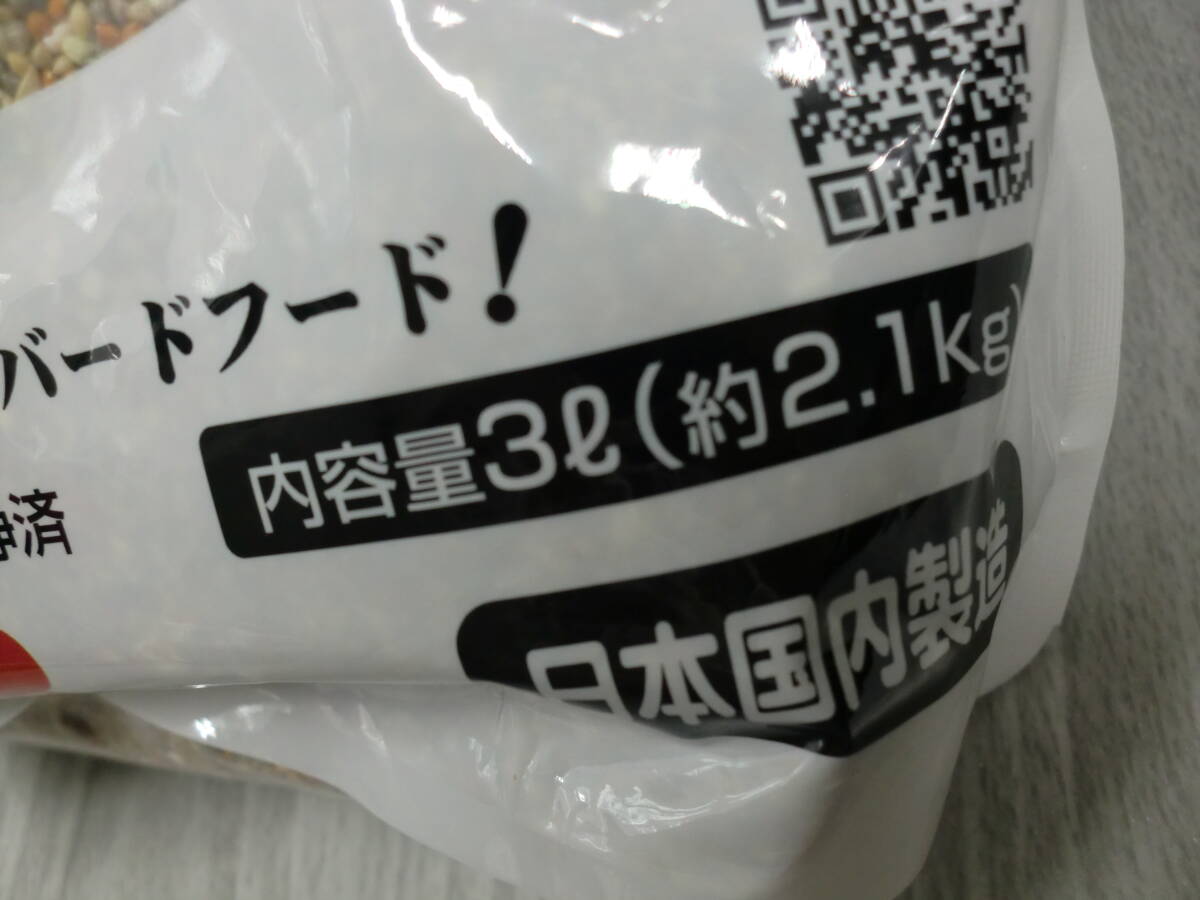 バードフード!
内容量3ℓ(約2.1kg)
済
日本国内製造